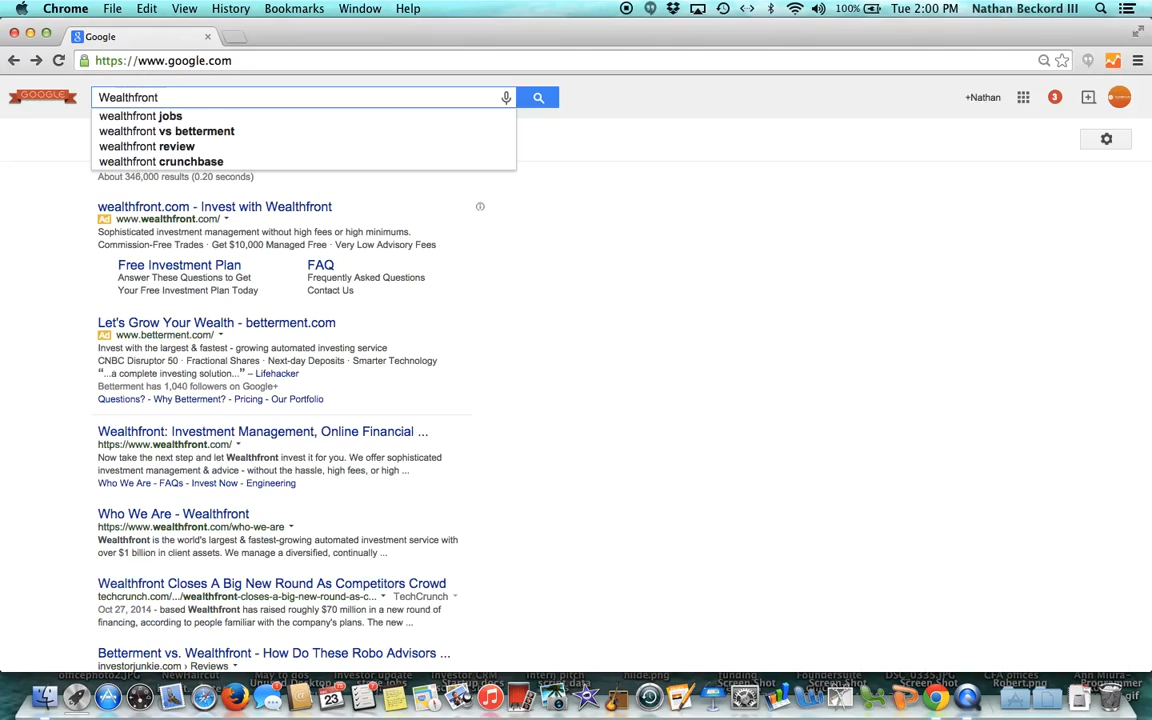 Chrome File Edit View History Bookmarks Window Help 100% Tue 2:00 PM Nathan Beckord III
Google
https://www.google.com
GOOGLE Wealthfront +Nathan 3
wealthfront jobs
wealthfront vs betterment
wealthfront review
wealthfront crunchbase
About 346,000 results (0.20 seconds)
wealthfront.com - Invest with Wealthfront
Ad www.wealthfront.com/
Sophisticated investment management without high fees or high minimums.
Commission-Free Trades · Get $10,000 Managed Free · Very Low Advisory Fees
Free Investment Plan FAQ
Answer These Questions to Get Frequently Asked Questions
Your Free Investment Plan Today Contact Us
Let's Grow Your Wealth - betterment.com
Ad www.betterment.com/
Invest with the largest & fastest - growing automated investing service
CNBC Disruptor 50 · Fractional Shares · Next-day Deposits · Smarter Technology
“...a complete investing solution...” – Lifehacker
Betterment has 1,040 followers on Google+
Questions? - Why Betterment? - Pricing - Our Portfolio
Wealthfront: Investment Management, Online Financial ...
https://www.wealthfront.com/
Now take the next step and let Wealthfront invest it for you. We offer sophisticated
investment management & advice - without the hassle, high fees, or high ...
Who We Are - FAQs - Invest Now - Engineering
Who We Are - Wealthfront
https://www.wealthfront.com/who-we-are
Wealthfront is the world's largest & fastest-growing automated investment service with
over $1 billion in client assets. We manage a diversified, continually ...
Wealthfront Closes A Big New Round As Competitors Crowd
techcrunch.com/.../wealthfront-closes-a-big-new-round-as-c... TechCrunch
Oct 27, 2014 - based Wealthfront has raised roughly $70 million in a new round of
financing, according to people familiar with the company's plans. The new ...
Betterment vs. Wealthfront - How Do These Robo Advisors ...
investorjunkie.com › Reviews